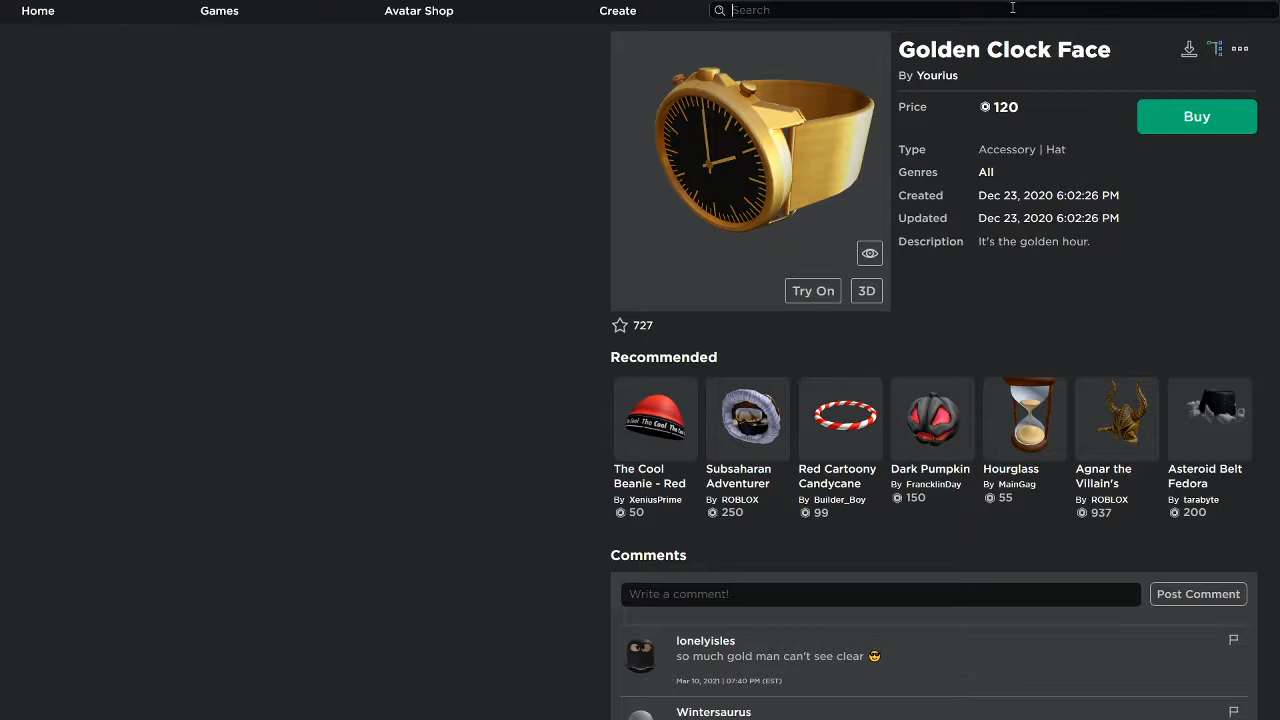 Home Games Avatar Shop Create Search
Golden Clock Face
By Yourius
Price 120
Buy
Type Accessory | Hat
Genres All
Created Dec 23, 2020 6:02:26 PM
Updated Dec 23, 2020 6:02:26 PM
Description It's the golden hour.
Try On 3D
727
Recommended
The Cool Beanie - Red
By XeniusPrime
50
Subsaharan Adventurer
By ROBLOX
250
Red Cartoony Candycane
By Builder_Boy
99
Dark Pumpkin
By FrancklinDay
150
Hourglass
By MainGag
55
Agnar the Villain's
By ROBLOX
937
Asteroid Belt Fedora
By tarabyte
200
Comments
Write a comment! Post Comment
lonelyisles
so much gold man can't see clear 😎
Mar 10, 2021 | 07:40 PM (EST)
Wintersaurus